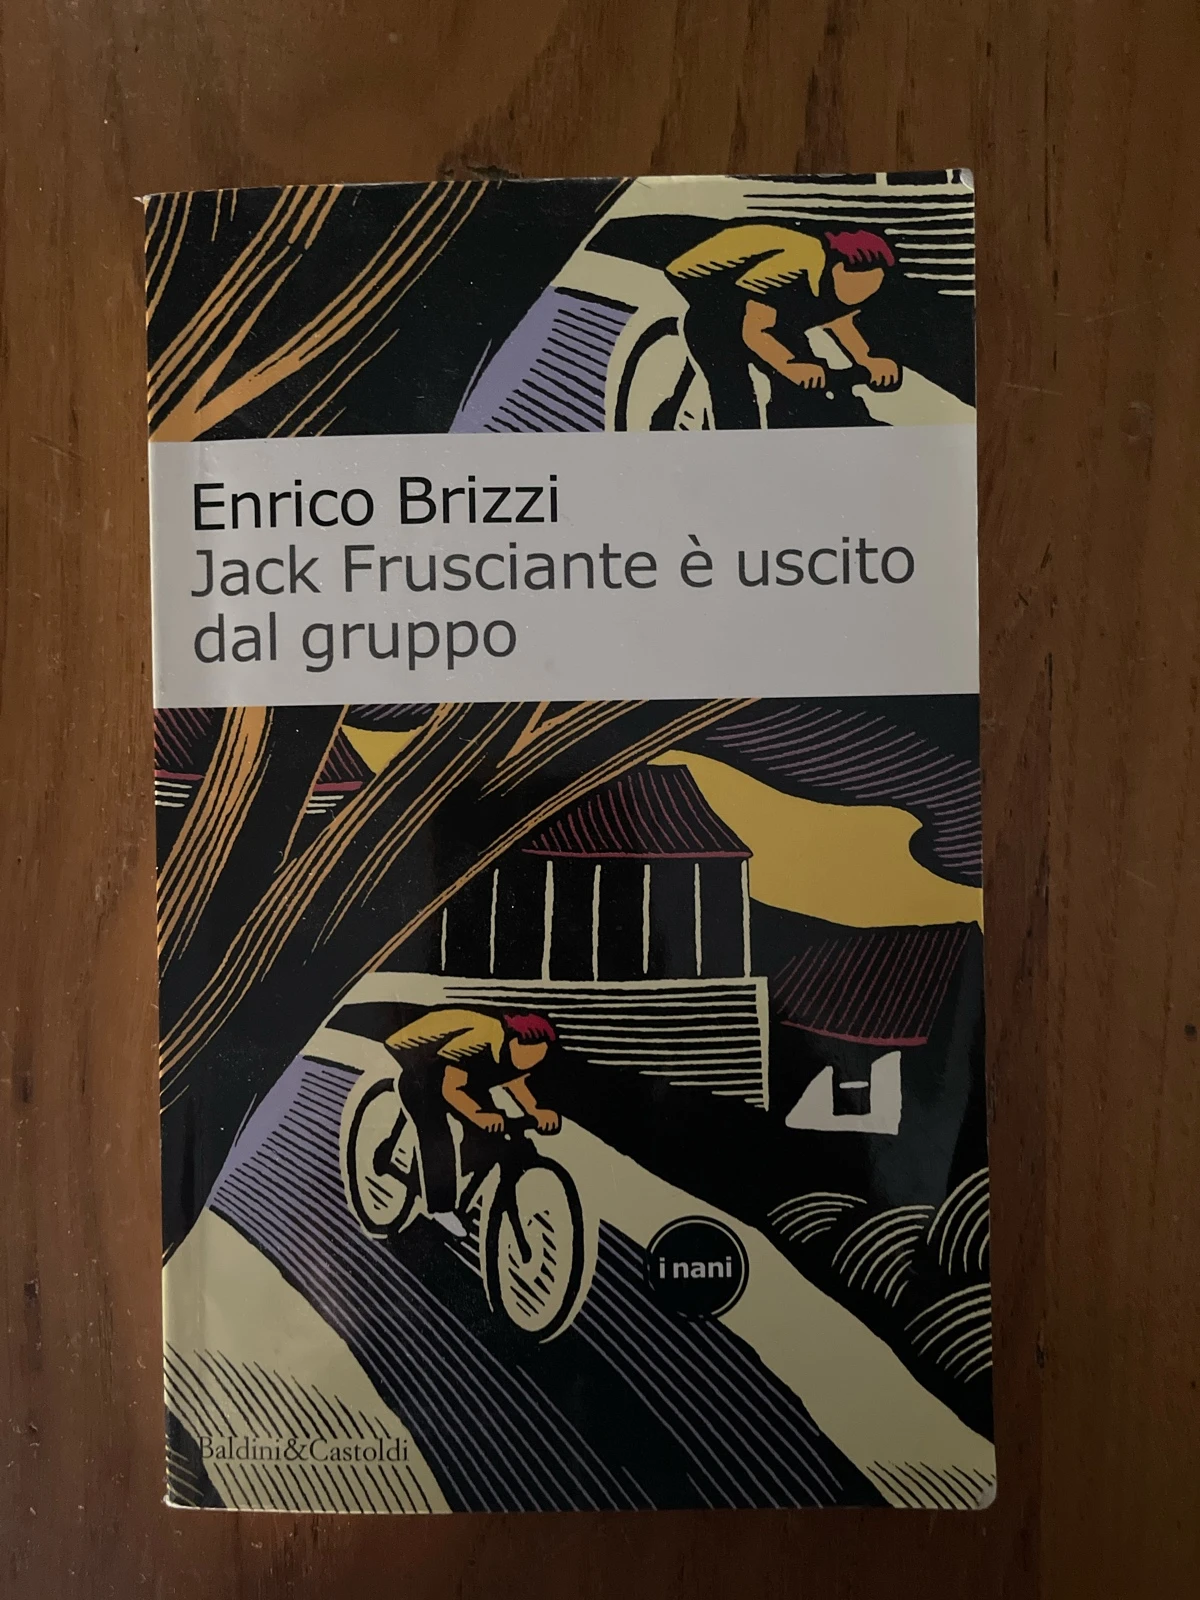 Enrico Brizzi
Jack Frusciante è uscito
dal gruppo
i nani
Baldini&Castoldi